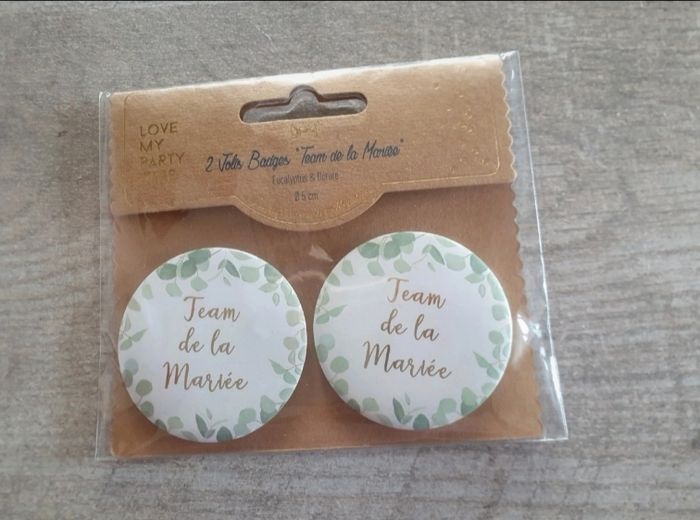 LOVE
MY
PARTY
2 Jolis Badges "Team de la Mariée"
Eucalyptus & Dorure
Ø 5 cm
Team
de la
Mariée
Team
de la
Mariée